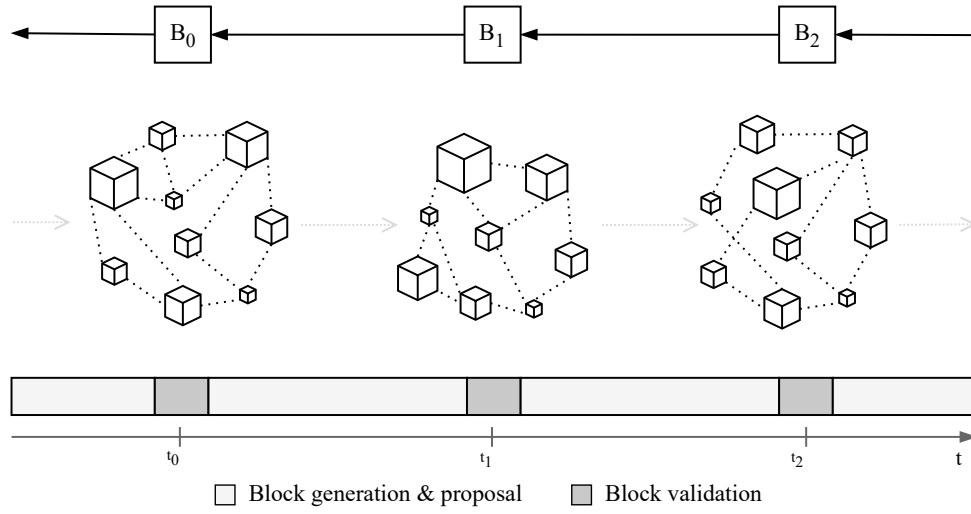 B0
B1
B2
t0
t1
t2
t
Block generation & proposal
Block validation